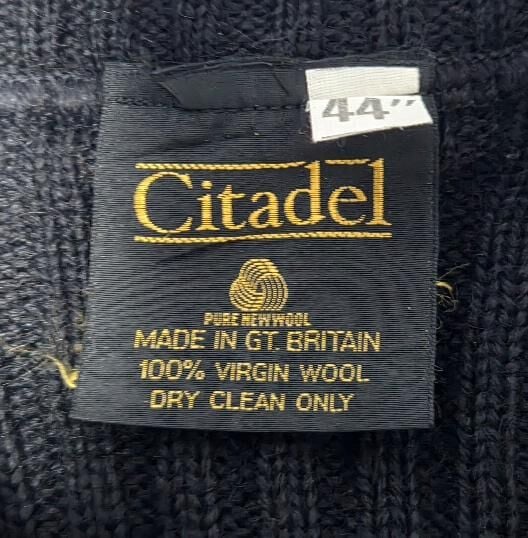 44"
Citadel
PURE NEW WOOL
MADE IN GT. BRITAIN
100% VIRGIN WOOL
DRY CLEAN ONLY